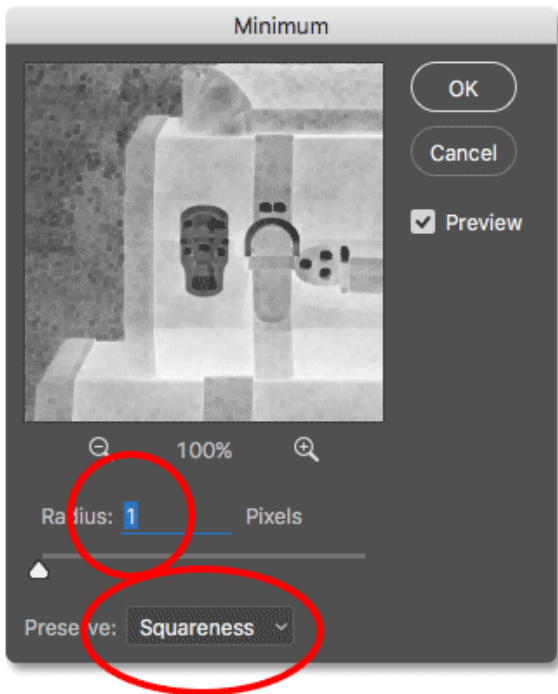 Minimum
OK
Cancel
Preview
100%
Radius: 1 Pixels
Preserve: Squareness